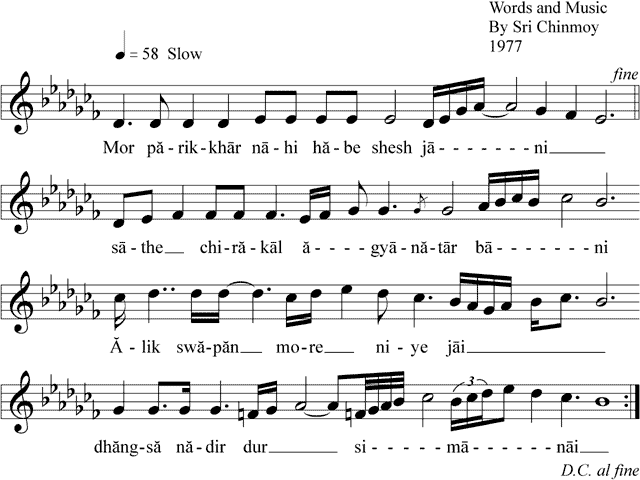 Words and Music
By Sri Chinmoy
1977
= 58 Slow
fine
Mor pā-rik-khār nā-hi hă-be shesh jā------ni
sā-the chi-ră-kāl ă----gyā-nă-tār bā-----ni
Ă-lik swă-păn mo-re ni-ye jāi
dhăng-să nă-dir dur si----mā----nāi
3
D.C. al fine